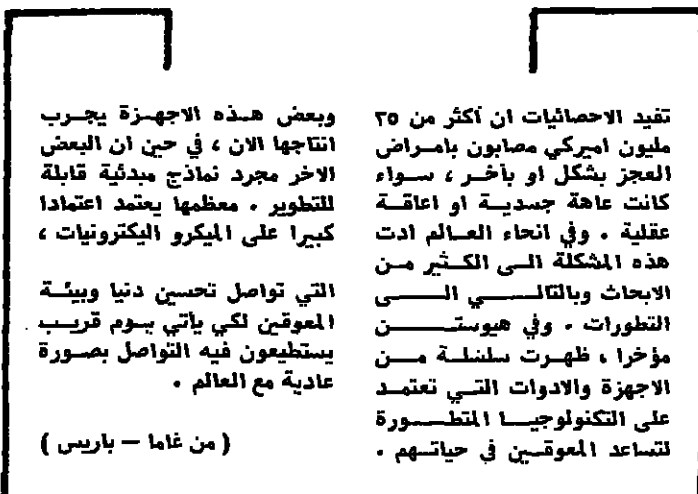 تفيد الاحصائيات ان أكثر من ٣٥
مليون اميركي مصابون بامراض
العجز بشكل او بآخر ، سواء
كانت عاهة جسدية او اعاقة
عقلية . وفي انحاء العالم ادت
هذه المشكلة الى الكثير من
الابحاث وبالتالي الى
التطورات . وفي هيوستن
مؤخرا ، ظهرت سلسلة من
الاجهزة والادوات التي تعتمد
على التكنولوجيا المتطورة
لتساعد المعوقين في حياتهم .
وبعض هذه الاجهزة يجرب
انتاجها الان ، في حين ان البعض
الاخر مجرد نماذج مبدئية قابلة
للتطوير . معظمها يعتمد اعتمادا
كبيرا على الميكرو اليكترونيات ،
التي تواصل تحسين دنيا وبيئة
المعوقين لكي يأتي يوم قريب
يستطيعون فيه التواصل بصورة
عادية مع العالم .
( من غاما — باريس )